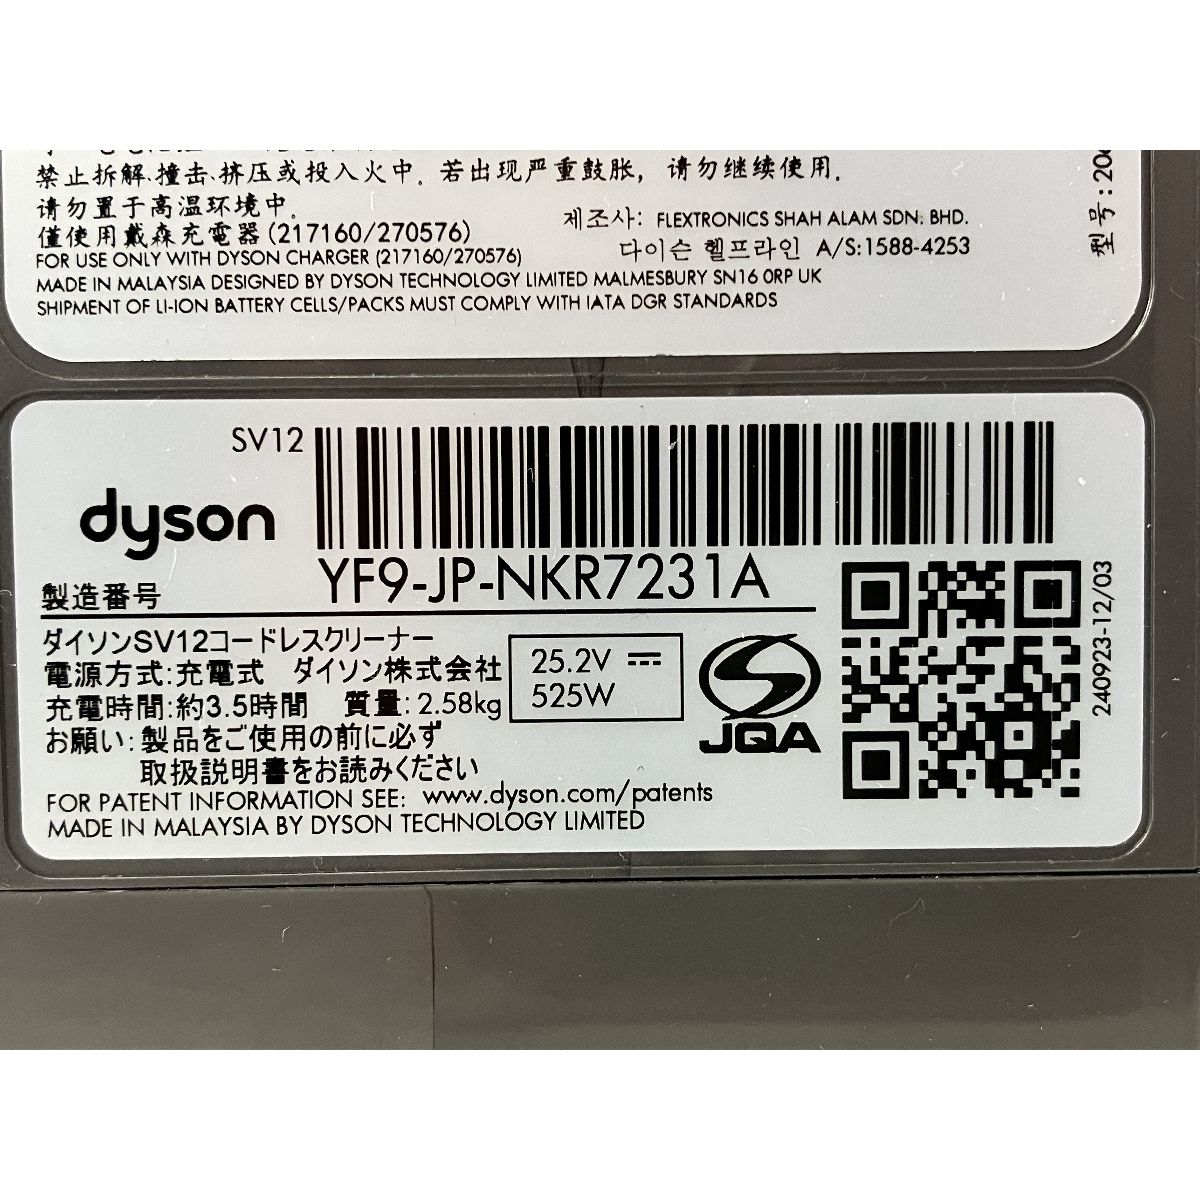 禁止拆解、撞击、挤压或投入火中. 若出现严重鼓胀，请勿继续使用.
请勿置于高温环境中.
僅使用戴森充電器 (217160/270576)
제조사: FLEXTRONICS SHAH ALAM SDN. BHD.
FOR USE ONLY WITH DYSON CHARGER (217160/270576)
다이슨 헬프라인 A/S:1588-4253
MADE IN MALAYSIA DESIGNED BY DYSON TECHNOLOGY LIMITED MALMESBURY SN16 0RP UK
SHIPMENT OF LI-ION BATTERY CELLS/PACKS MUST COMPLY WITH IATA DGR STANDARDS
型号:
SV12
dyson
YF9-JP-NKR7231A
製造番号
ダイソンSV12コードレスクリーナー
電源方式:充電式 ダイソン株式会社
充電時間:約3.5時間 質量:2.58kg
25.2V
525W
JQA
240923-12/03
お願い:製品をご使用の前に必ず
取扱説明書をお読みください
FOR PATENT INFORMATION SEE: www.dyson.com/patents
MADE IN MALAYSIA BY DYSON TECHNOLOGY LIMITED